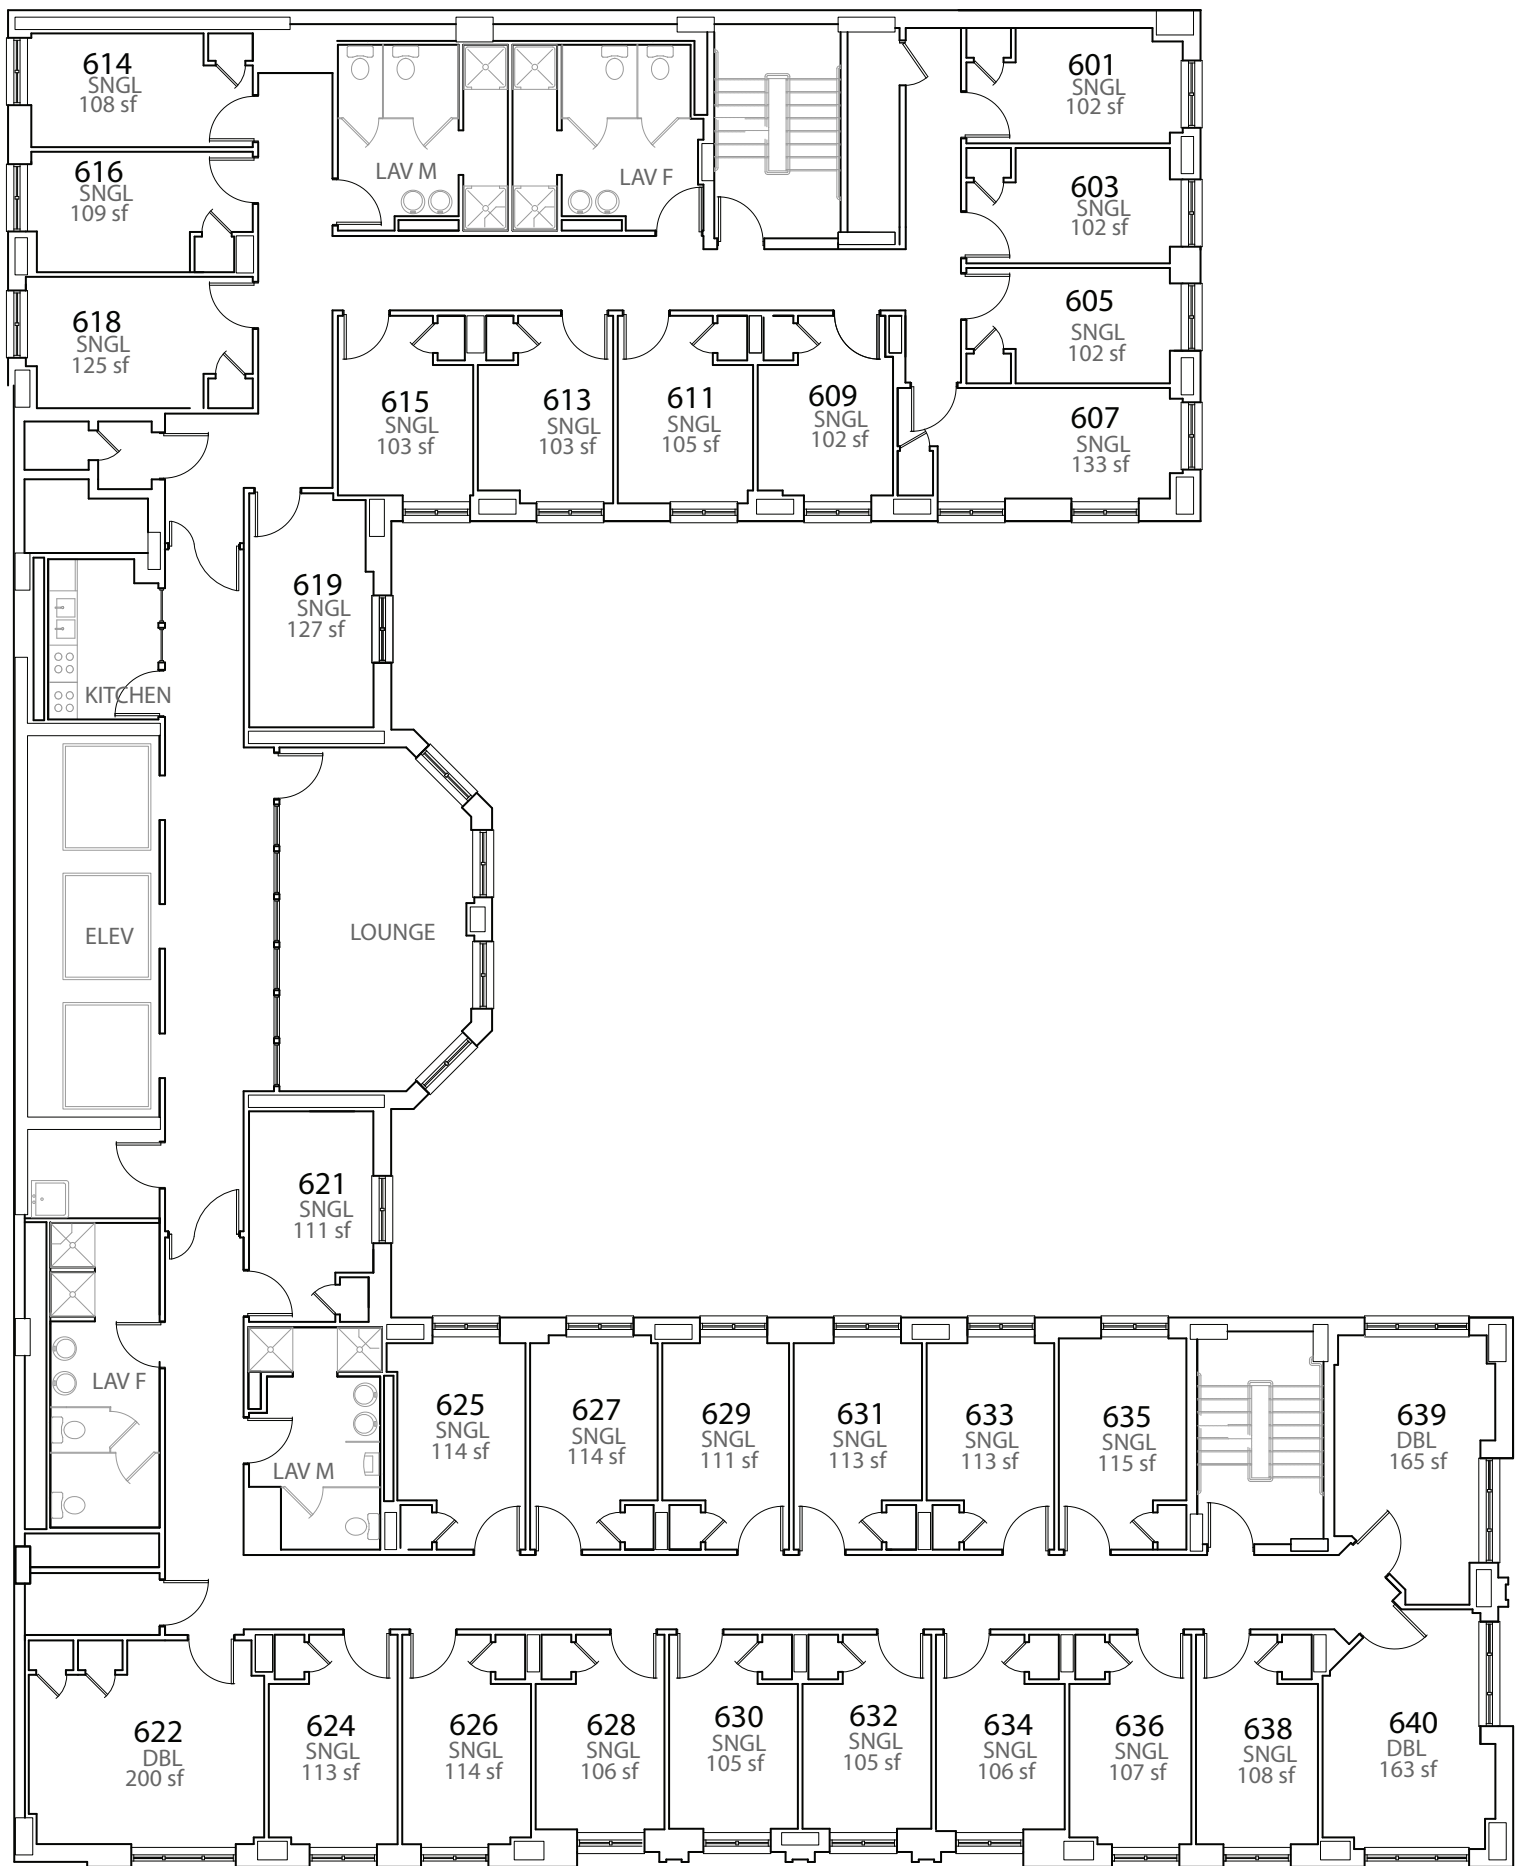 614
SNGL
108 sf
LAV M
LAV F
601
SNGL
102 sf
616
SNGL
109 sf
603
SNGL
102 sf
618
SNGL
125 sf
605
SNGL
102 sf
615
SNGL
103 sf
613
SNGL
103 sf
611
SNGL
105 sf
609
SNGL
102 sf
607
SNGL
133 sf
619
SNGL
127 sf
KITCHEN
ELEV
LOUNGE
621
SNGL
111 sf
LAV F
LAV M
625
SNGL
114 sf
627
SNGL
114 sf
629
SNGL
111 sf
631
SNGL
113 sf
633
SNGL
113 sf
635
SNGL
115 sf
639
DBL
165 sf
622
DBL
200 sf
624
SNGL
113 sf
626
SNGL
114 sf
628
SNGL
106 sf
630
SNGL
105 sf
632
SNGL
105 sf
634
SNGL
106 sf
636
SNGL
107 sf
638
SNGL
108 sf
640
DBL
163 sf